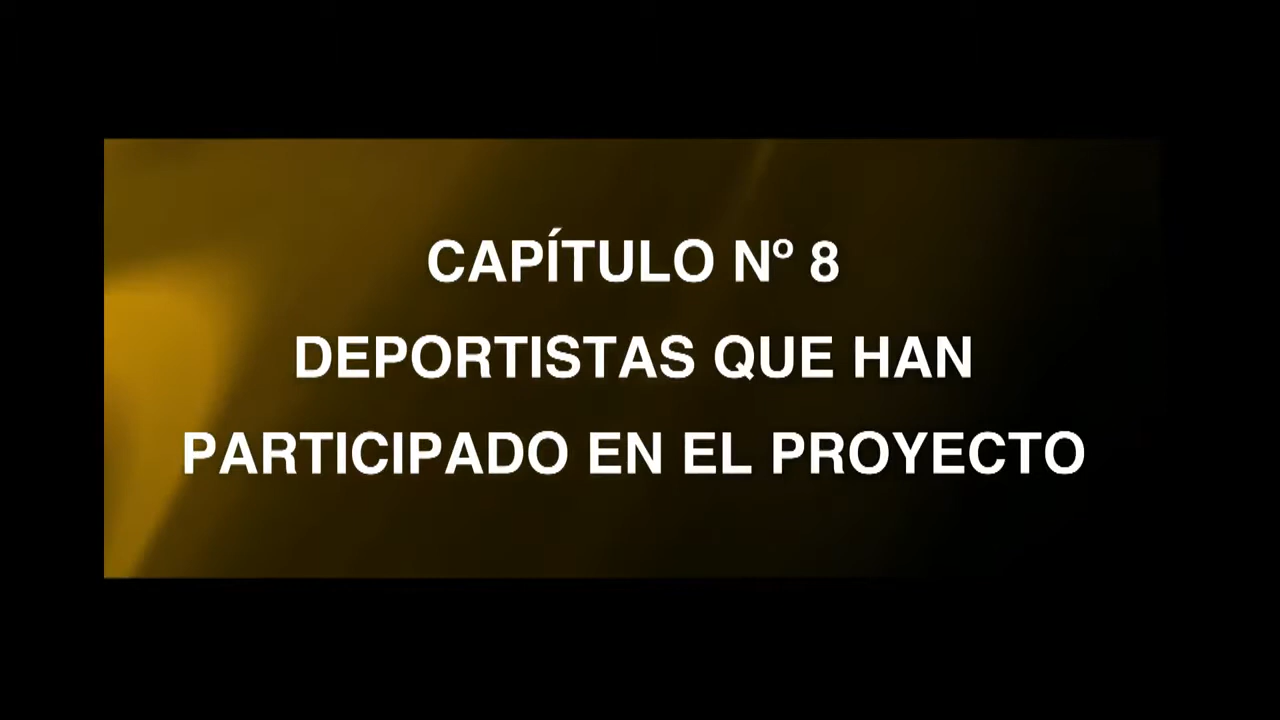 CAPÍTULO Nº 8
DEPORTISTAS QUE HAN
PARTICIPADO EN EL PROYECTO